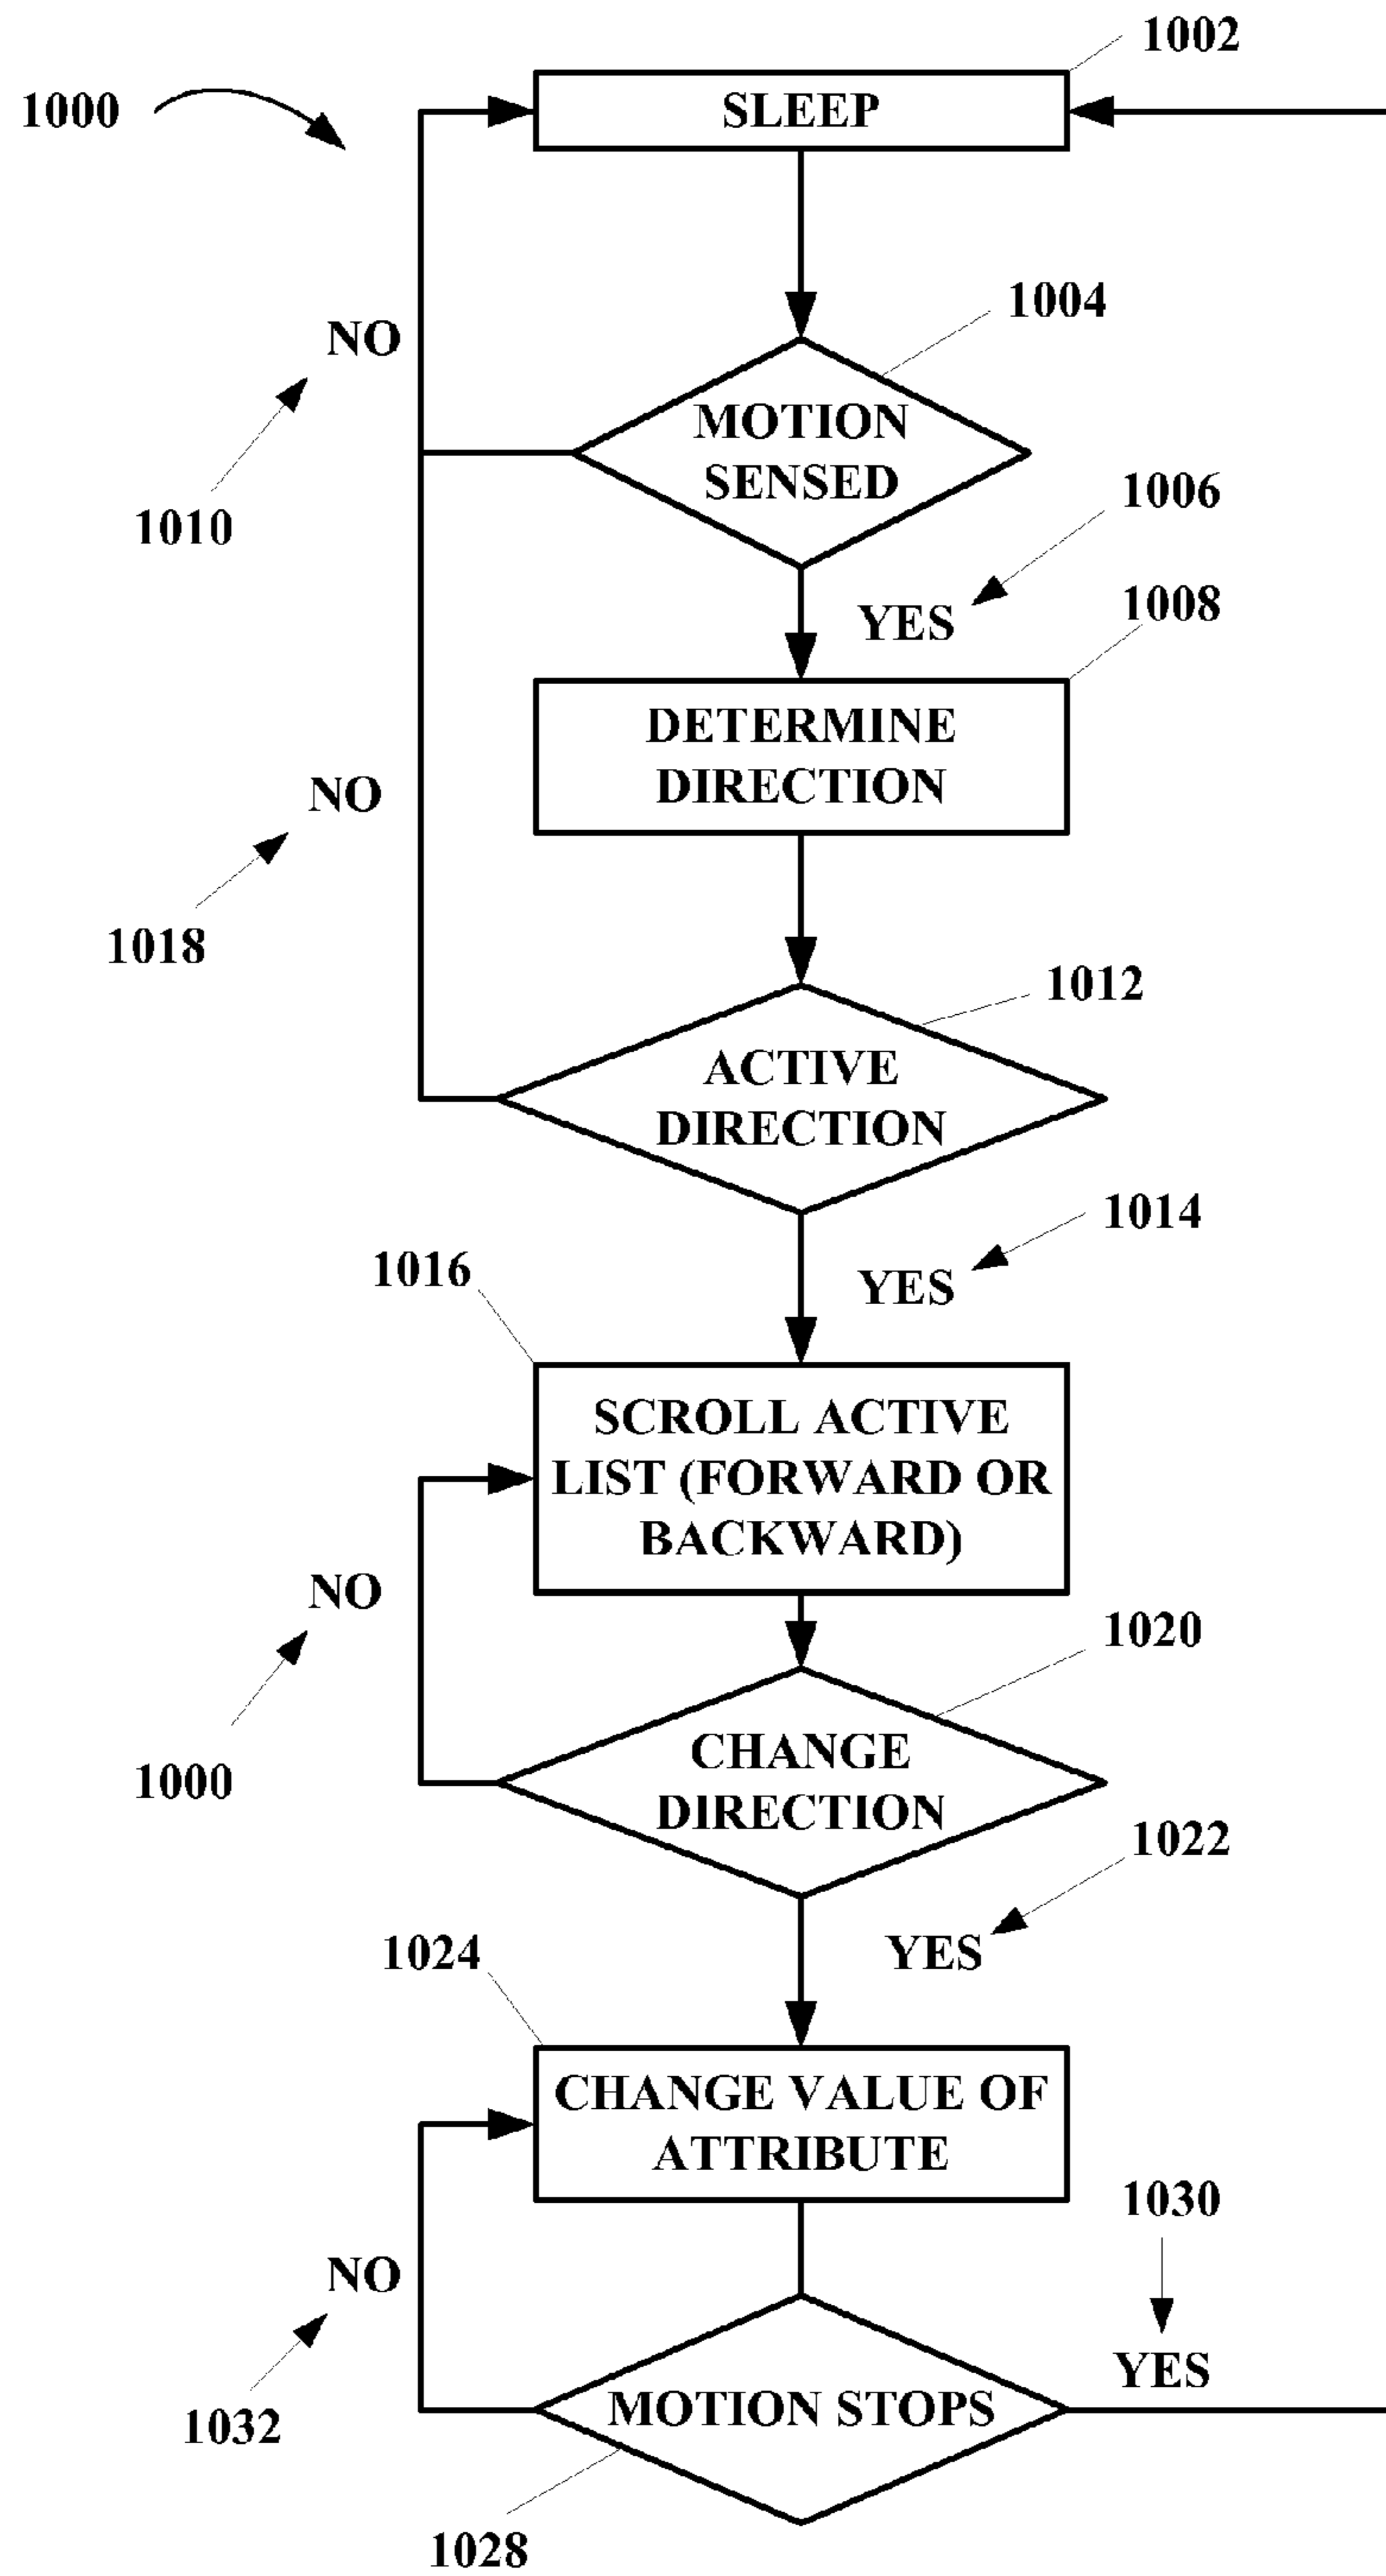 1002
1000
SLEEP
1004
NO
MOTION
SENSED
1010
1006
YES
1008
DETERMINE
DIRECTION
NO
1018
1012
ACTIVE
DIRECTION
1014
YES
1016
SCROLL ACTIVE
LIST (FORWARD OR
BACKWARD)
NO
1020
1000
CHANGE
DIRECTION
1022
YES
1024
CHANGE VALUE OF
ATTRIBUTE
1030
NO
YES
1032
MOTION STOPS
1028